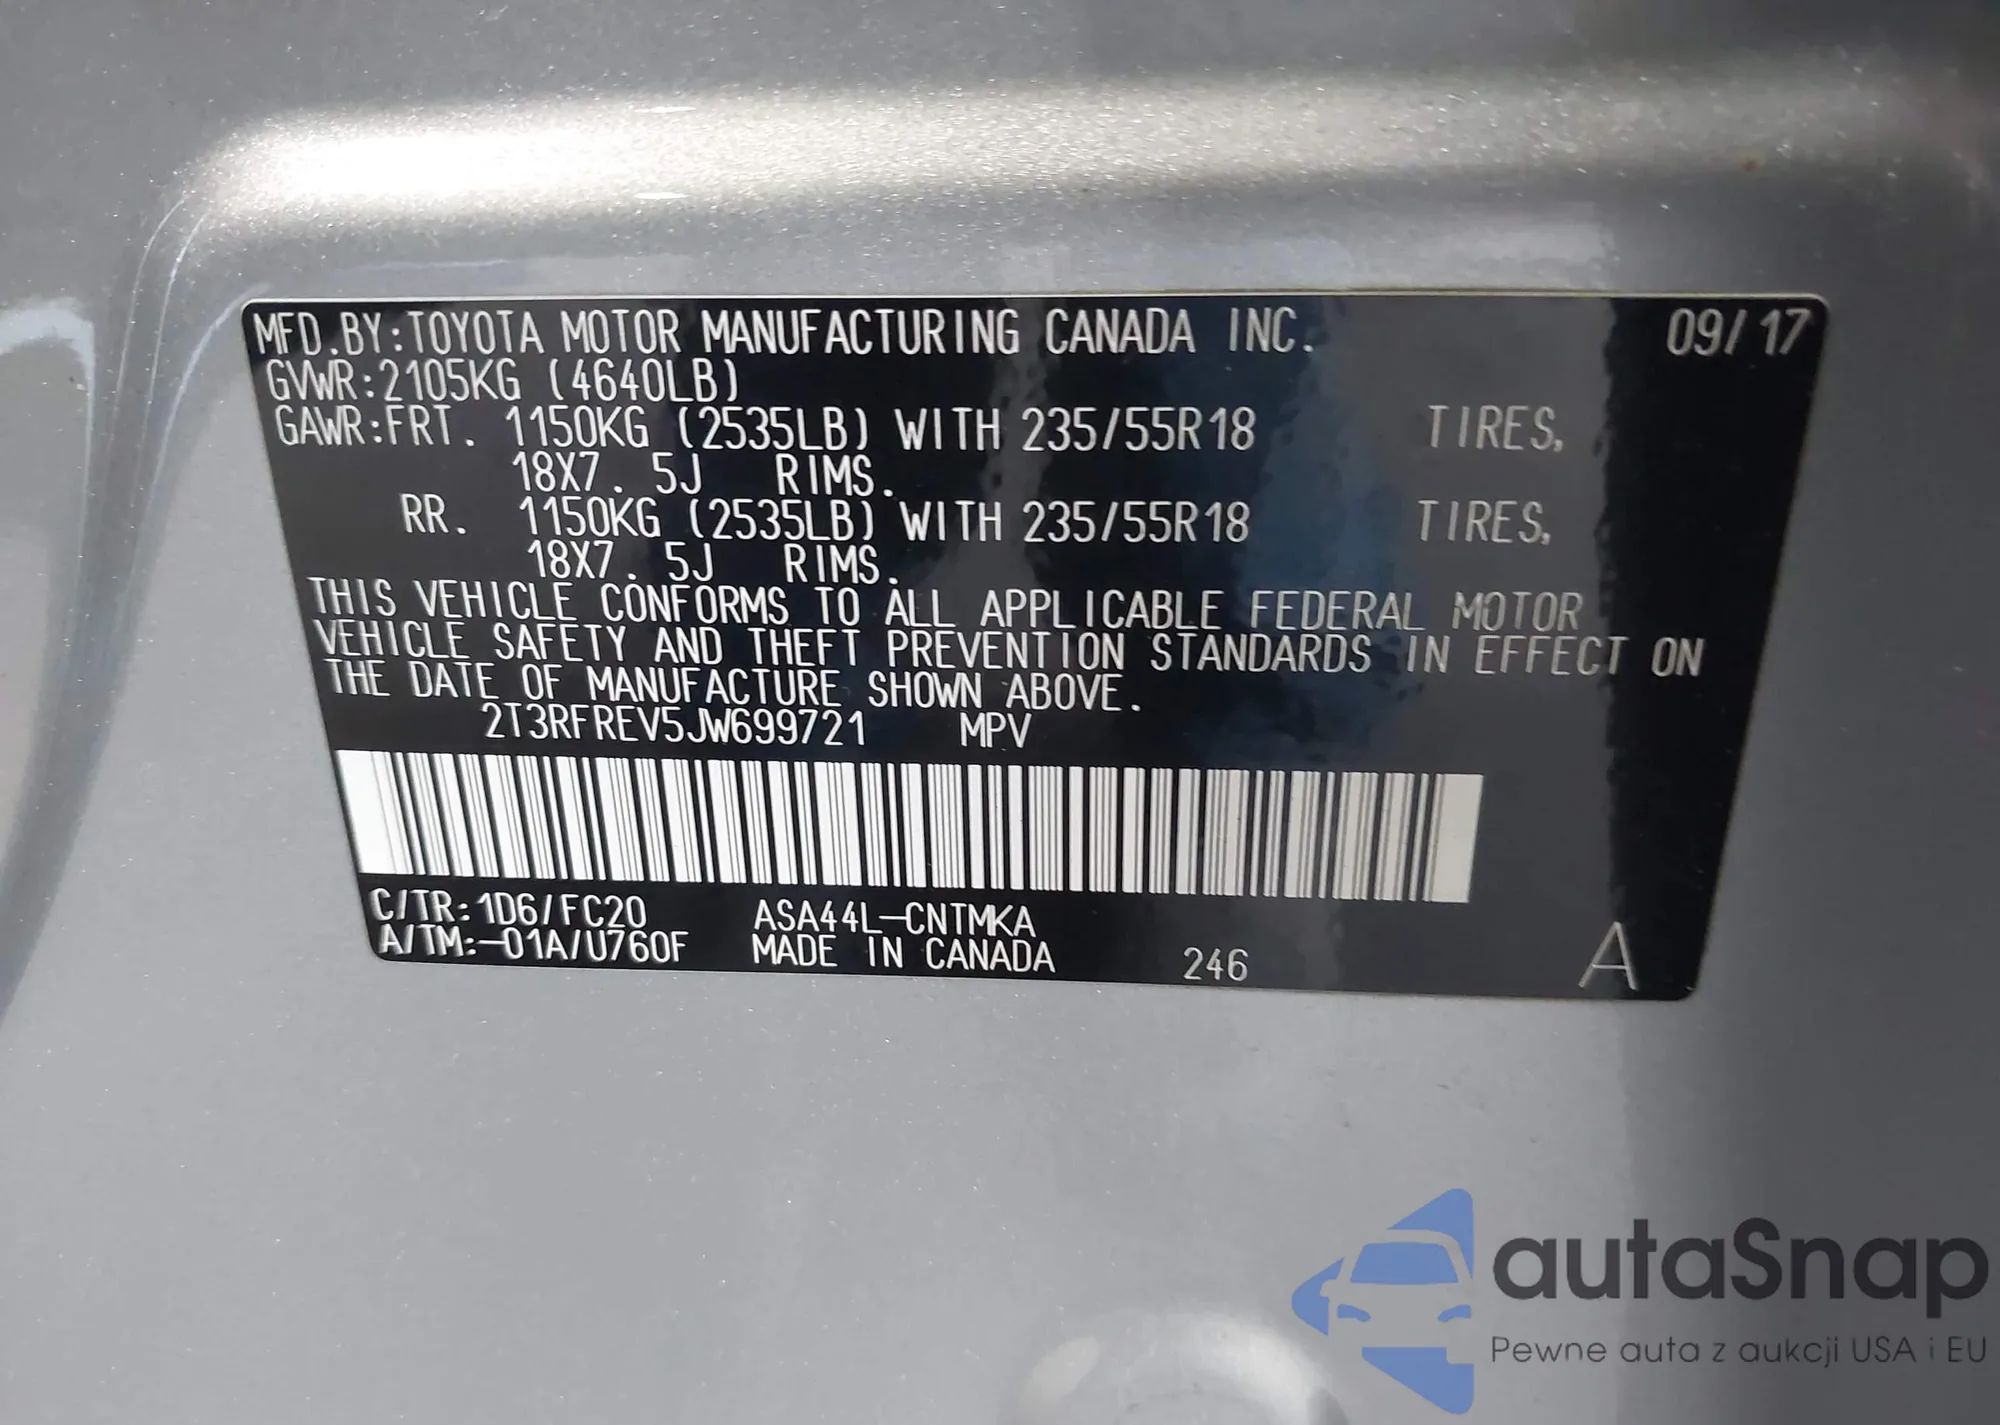 MFD.BY:TOYOTA MOTOR MANUFACTURING CANADA INC. 09/17
GVWR:2105KG (4640LB)
GAWR:FRT. 1150KG (2535LB) WITH 235/55R18 TIRES,
18X7.5J RIMS.
RR. 1150KG (2535LB) WITH 235/55R18 TIRES,
18X7.5J RIMS.
THIS VEHICLE CONFORMS TO ALL APPLICABLE FEDERAL MOTOR
VEHICLE SAFETY AND THEFT PREVENTION STANDARDS IN EFFECT ON
THE DATE OF MANUFACTURE SHOWN ABOVE.
2T3RFREV5JW699721 MPV
C/TR:1D6/FC20 ASA44L-CNTMKA
A/TM:-01A/U760F MADE IN CANADA 246 A
autaSnap
Pewne auta z aukcji USA i EU